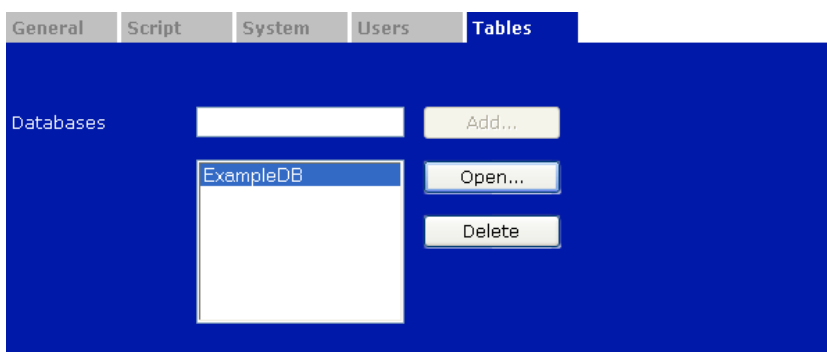 General Script System Users Tables
Databases Add...
ExampleDB Open...
Delete